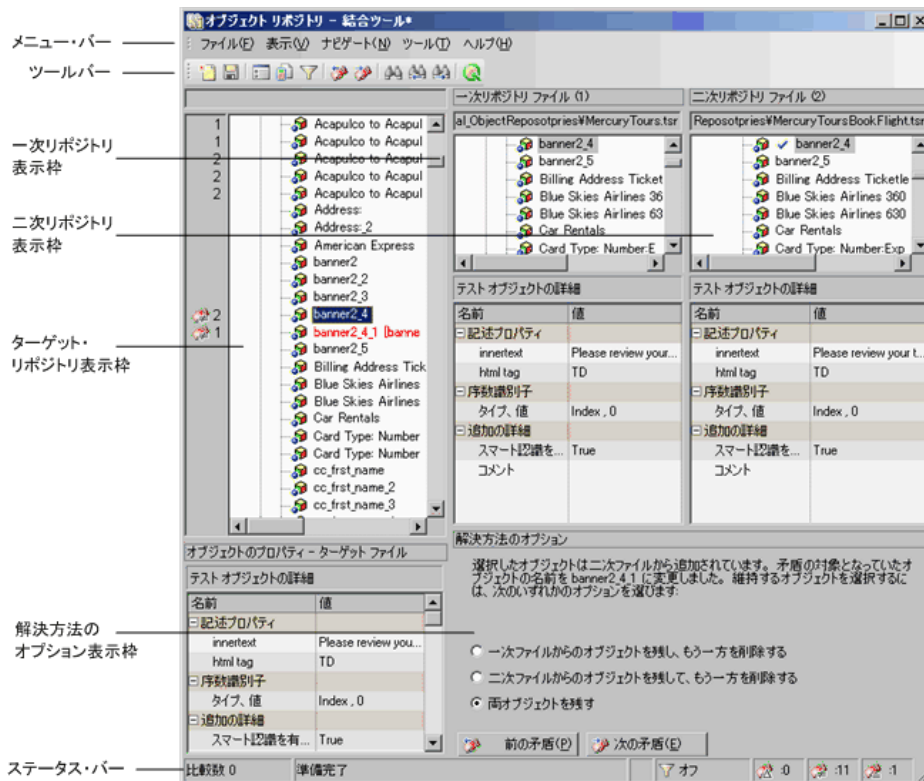 オブジェクト リポジトリ - 結合ツール*
メニュー・バー
ファイル(F) 表示(V) ナビゲート(N) ツール(T) ヘルプ(H)
ツールバー
一次リポジトリ ファイル (1)
二次リポジトリ ファイル (2)
al_ObjectReposotpries¥MercuryTours.tsr
Reposotpries¥MercuryToursBookFlight.tsr
一次リポジトリ
表示枠
二次リポジトリ
表示枠
ターゲット・
リポジトリ表示枠
1 Acapulco to Acapul
1 Acapulco to Acapul
2 Acapulco to Acapul
2 Acapulco to Acapul
2 Acapulco to Acapul
Address:
Address:_2
American Express
banner2
banner2_2
banner2_3
2 banner2_4
1 banner2_4_1 [banne
banner2_5
Billing Address Tick
Blue Skies Airlines
Blue Skies Airlines
Car Rentals
Card Type: Number
Card Type: Number
cc_frst_name
cc_frst_name_2
cc_frst_name_3
banner2_4
banner2_5
Billing Address Ticket
Blue Skies Airlines 36
Blue Skies Airlines 63
Car Rentals
Card Type: Number:E
banner2_4
banner2_5
Billing Address Ticketle
Blue Skies Airlines 360
Blue Skies Airlines 630
Car Rentals
Card Type: Number:Exp
テスト オブジェクトの詳細
名前 値
記述プロパティ
innertext Please review your...
html tag TD
序数識別子
タイプ、値 Index , 0
追加の詳細
スマート認識を... True
コメント
テスト オブジェクトの詳細
名前 値
記述プロパティ
innertext Please review your t...
html tag TD
序数識別子
タイプ、値 Index , 0
追加の詳細
スマート認識を... True
コメント
オブジェクトのプロパティ - ターゲット ファイル
テスト オブジェクトの詳細
名前 値
記述プロパティ
innertext Please review you...
html tag TD
序数識別子
タイプ、値 Index , 0
追加の詳細
スマート認識を有... True
解決方法の
オプション表示枠
解決方法のオプション
選択したオブジェクトは二次ファイルから追加されています。矛盾の対象となっていたオ
ブジェクトの名前を banner2_4_1 に変更しました。維持するオブジェクトを選択するに
は、次のいずれかのオプションを選びます:
一次ファイルからのオブジェクトを残し、もう一方を削除する
二次ファイルからのオブジェクトを残して、もう一方を削除する
両オブジェクトを残す
前の矛盾(P) 次の矛盾(E)
ステータス・バー
比較数 0 準備完了 オフ :0 :11 :1